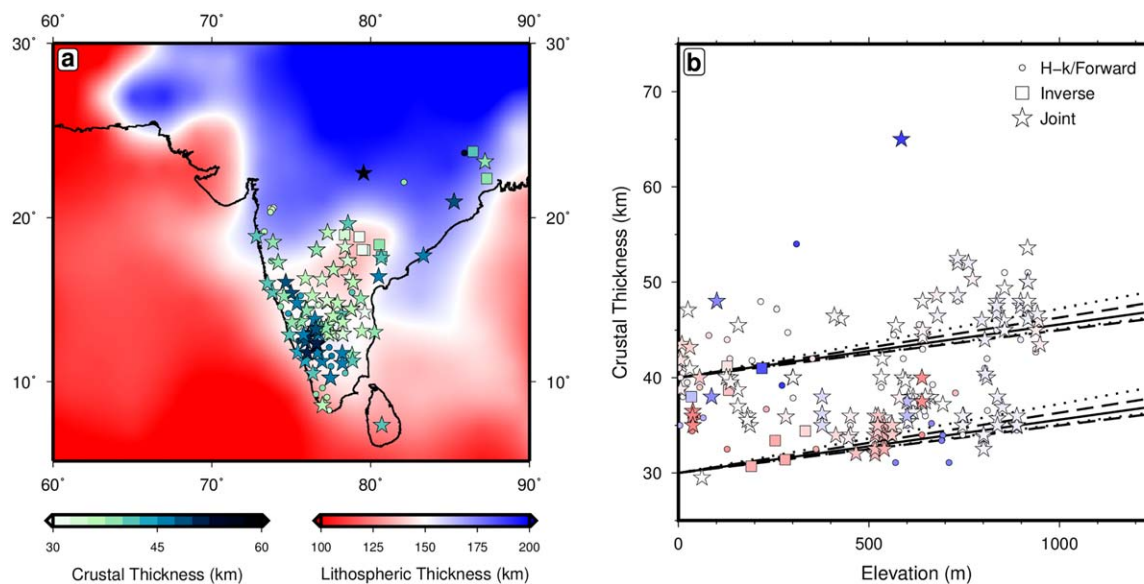 60˚ 70˚ 80˚ 90˚
a
30˚ 30˚
20˚ 20˚
10˚ 10˚
60˚ 70˚ 80˚ 90˚
30 45 60
Crustal Thickness (km)
100 125 150 175 200
Lithospheric Thickness (km)
b
H−k/Forward
Inverse
Joint
70
60
50
40
30
Crustal Thickness (km)
0 500 1000
Elevation (m)